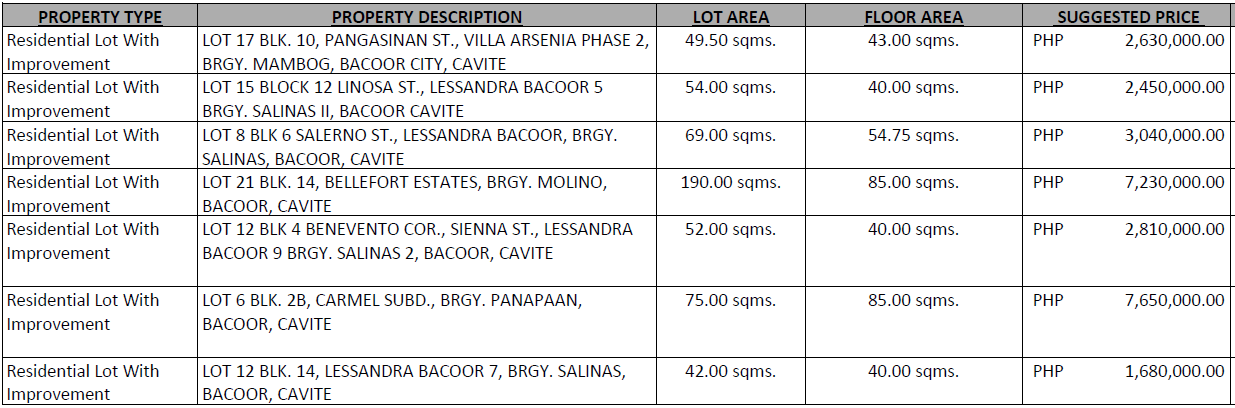 PROPERTY TYPE PROPERTY DESCRIPTION LOT AREA FLOOR AREA SUGGESTED PRICE
Residential Lot With LOT 17 BLK. 10, PANGASINAN ST., VILLA ARSENIA PHASE 2, 49.50 sqms. 43.00 sqms. PHP 2,630,000.00
Improvement BRGY. MAMBOG, BACOOR CITY, CAVITE
Residential Lot With LOT 15 BLOCK 12 LINOSA ST., LESSANDRA BACOOR 5 54.00 sqms. 40.00 sqms. PHP 2,450,000.00
Improvement BRGY. SALINAS II, BACOOR CAVITE
Residential Lot With LOT 8 BLK 6 SALERNO ST., LESSANDRA BACOOR, BRGY. 69.00 sqms. 54.75 sqms. PHP 3,040,000.00
Improvement SALINAS, BACOOR, CAVITE
Residential Lot With LOT 21 BLK. 14, BELLEFORT ESTATES, BRGY. MOLINO, 190.00 sqms. 85.00 sqms. PHP 7,230,000.00
Improvement BACOOR, CAVITE
Residential Lot With LOT 12 BLK 4 BENEVENTO COR., SIENNA ST., LESSANDRA 52.00 sqms. 40.00 sqms. PHP 2,810,000.00
Improvement BACOOR 9 BRGY. SALINAS 2, BACOOR, CAVITE
Residential Lot With LOT 6 BLK. 2B, CARMEL SUBD., BRGY. PANAPAAN, 75.00 sqms. 85.00 sqms. PHP 7,650,000.00
Improvement BACOOR, CAVITE
Residential Lot With LOT 12 BLK. 14, LESSANDRA BACOOR 7, BRGY. SALINAS, 42.00 sqms. 40.00 sqms. PHP 1,680,000.00
Improvement BACOOR, CAVITE